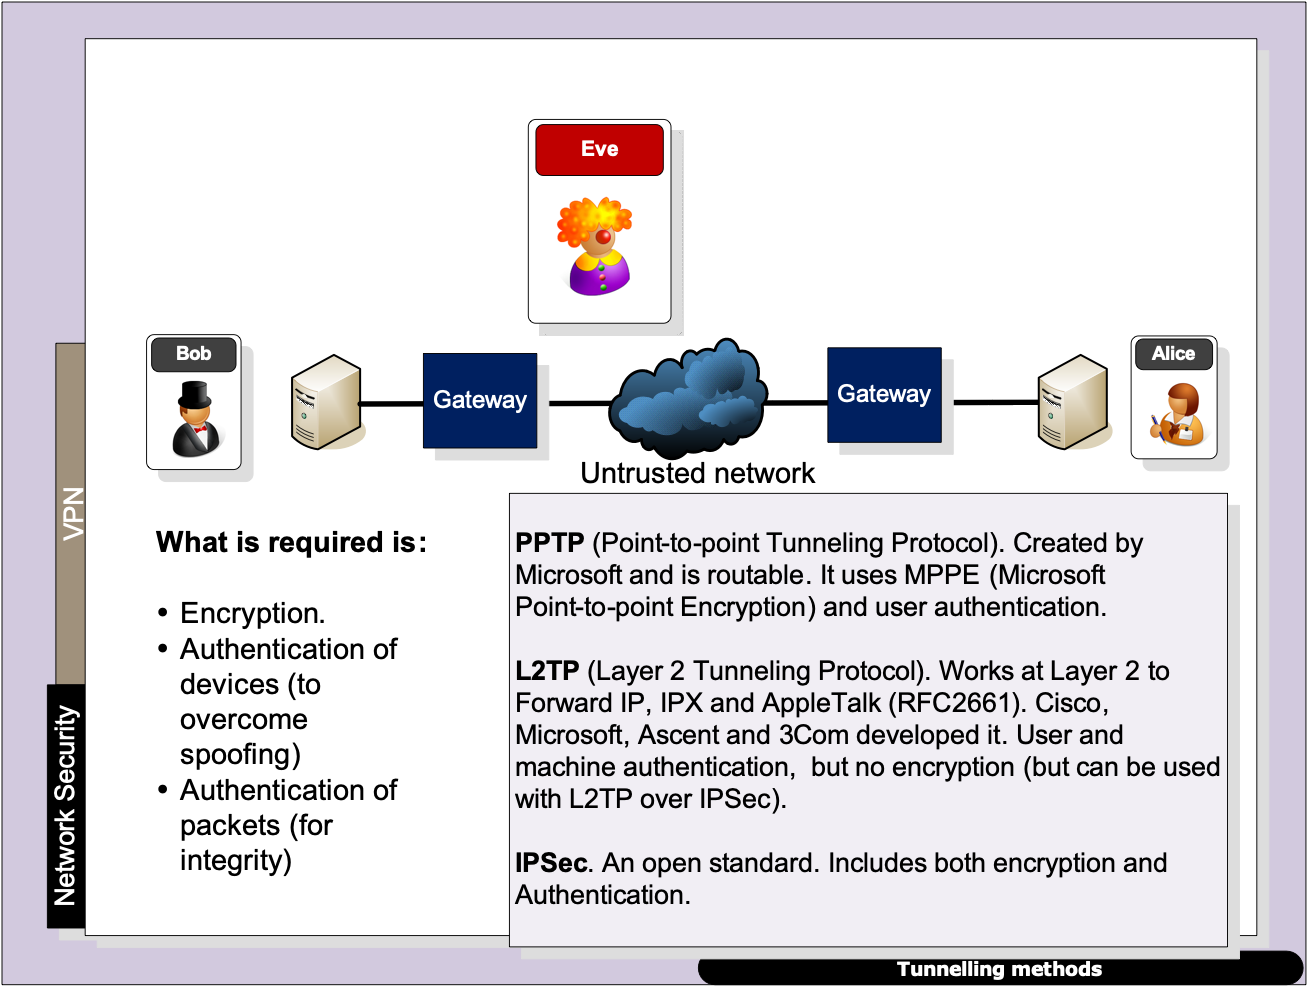 Eve
Bob
Alice
Gateway
Gateway
Untrusted network
VPN
Network Security
What is required is:
• Encryption.
• Authentication of
devices (to
overcome
spoofing)
• Authentication of
packets (for
integrity)
PPTP (Point-to-point Tunneling Protocol). Created by
Microsoft and is routable. It uses MPPE (Microsoft
Point-to-point Encryption) and user authentication.
L2TP (Layer 2 Tunneling Protocol). Works at Layer 2 to
Forward IP, IPX and AppleTalk (RFC2661). Cisco,
Microsoft, Ascent and 3Com developed it. User and
machine authentication,  but no encryption (but can be used
with L2TP over IPSec).
IPSec. An open standard. Includes both encryption and
Authentication.
Tunnelling methods